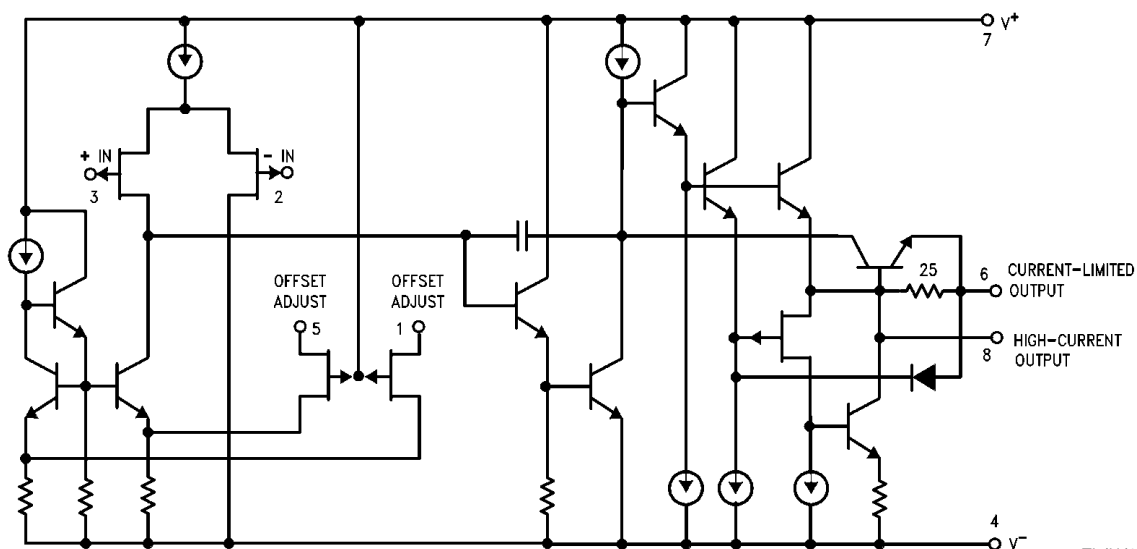 V+
7
+ IN
3
- IN
2
OFFSET
ADJUST
5
OFFSET
ADJUST
1
25
6
CURRENT-LIMITED
OUTPUT
8
HIGH-CURRENT
OUTPUT
4
V-